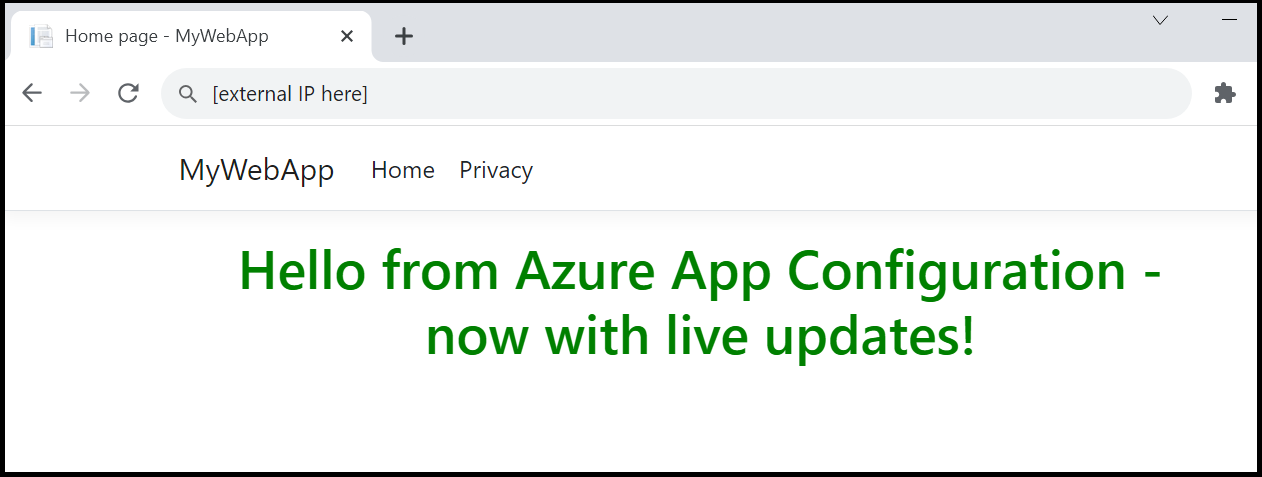 Home page - MyWebApp
[external IP here]
MyWebApp Home Privacy
Hello from Azure App Configuration -
now with live updates!